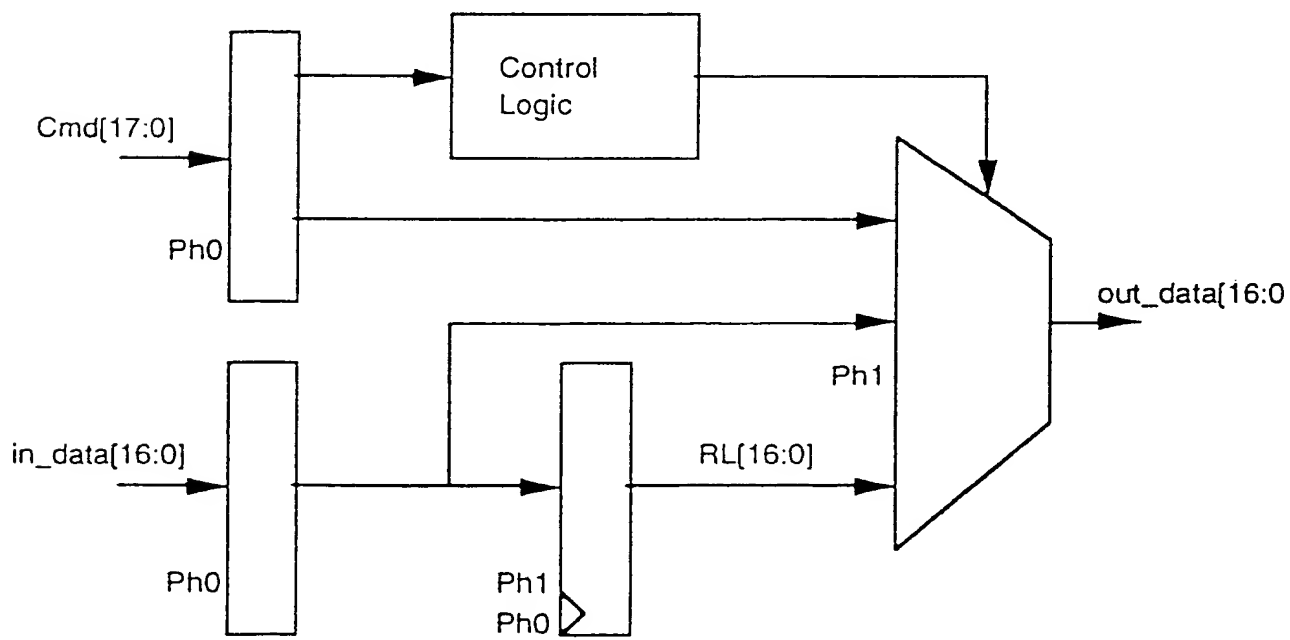 Control
Logic
Cmd[17:0]
Ph0
out_data[16:0
Ph1
in_data[16:0]
RL[16:0]
Ph0
Ph1
Ph0